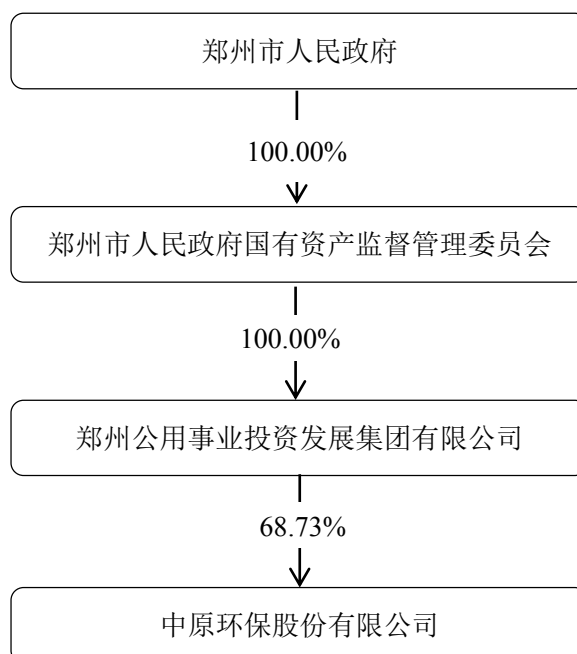 郑州市人民政府
100.00%
郑州市人民政府国有资产监督管理委员会
100.00%
郑州公用事业投资发展集团有限公司
68.73%
中原环保股份有限公司